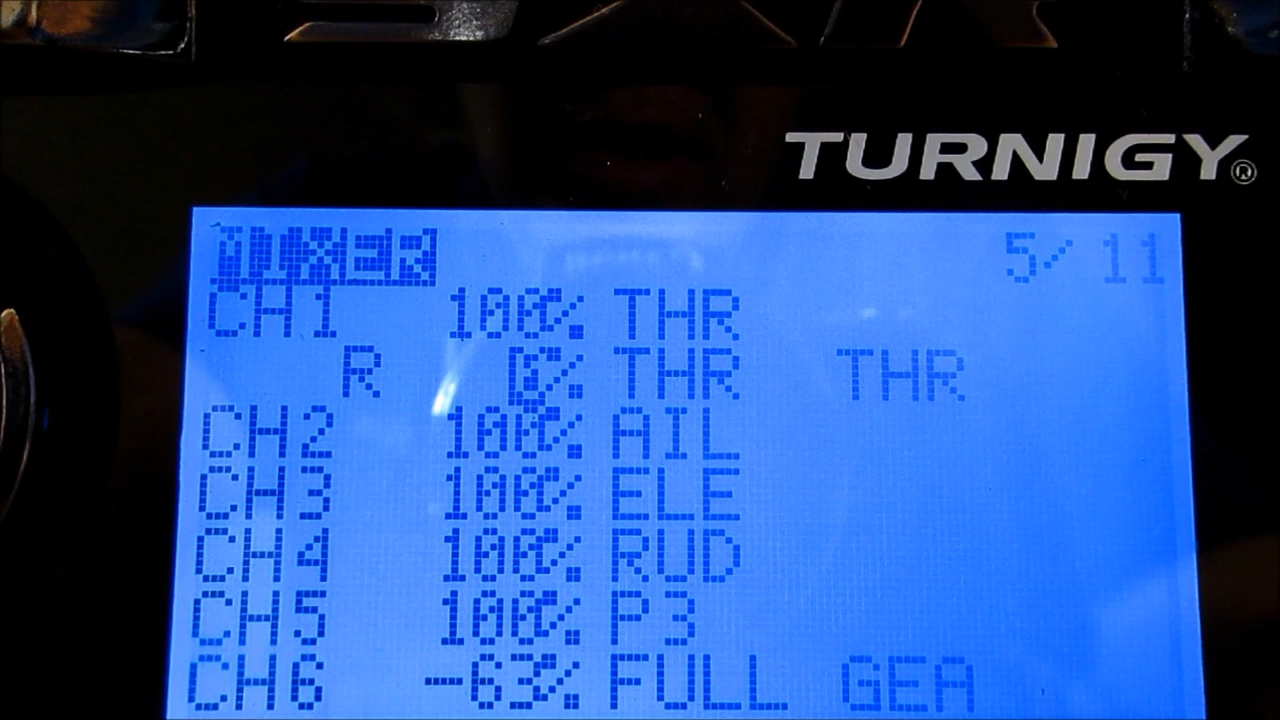 TURNIGY®
MIXER 5/11
CH1 100% THR
R 0% THR THR
CH2 100% AIL
CH3 100% ELE
CH4 100% RUD
CH5 100% P3
CH6 -63% FULL GEA